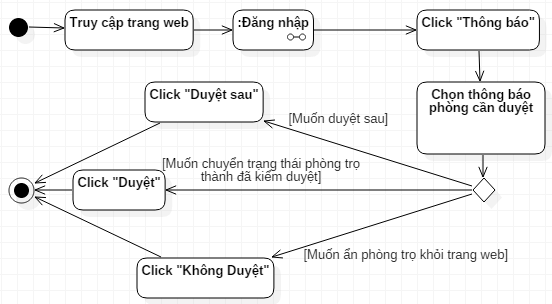 Truy cập trang web
:Đăng nhập
Click "Thông báo"
Chọn thông báo
phòng cần duyệt
Click "Duyệt sau"
[Muốn duyệt sau]
[Muốn chuyển trạng thái phòng trọ
thành đã kiểm duyệt]
Click "Duyệt"
[Muốn ẩn phòng trọ khỏi trang web]
Click "Không Duyệt"